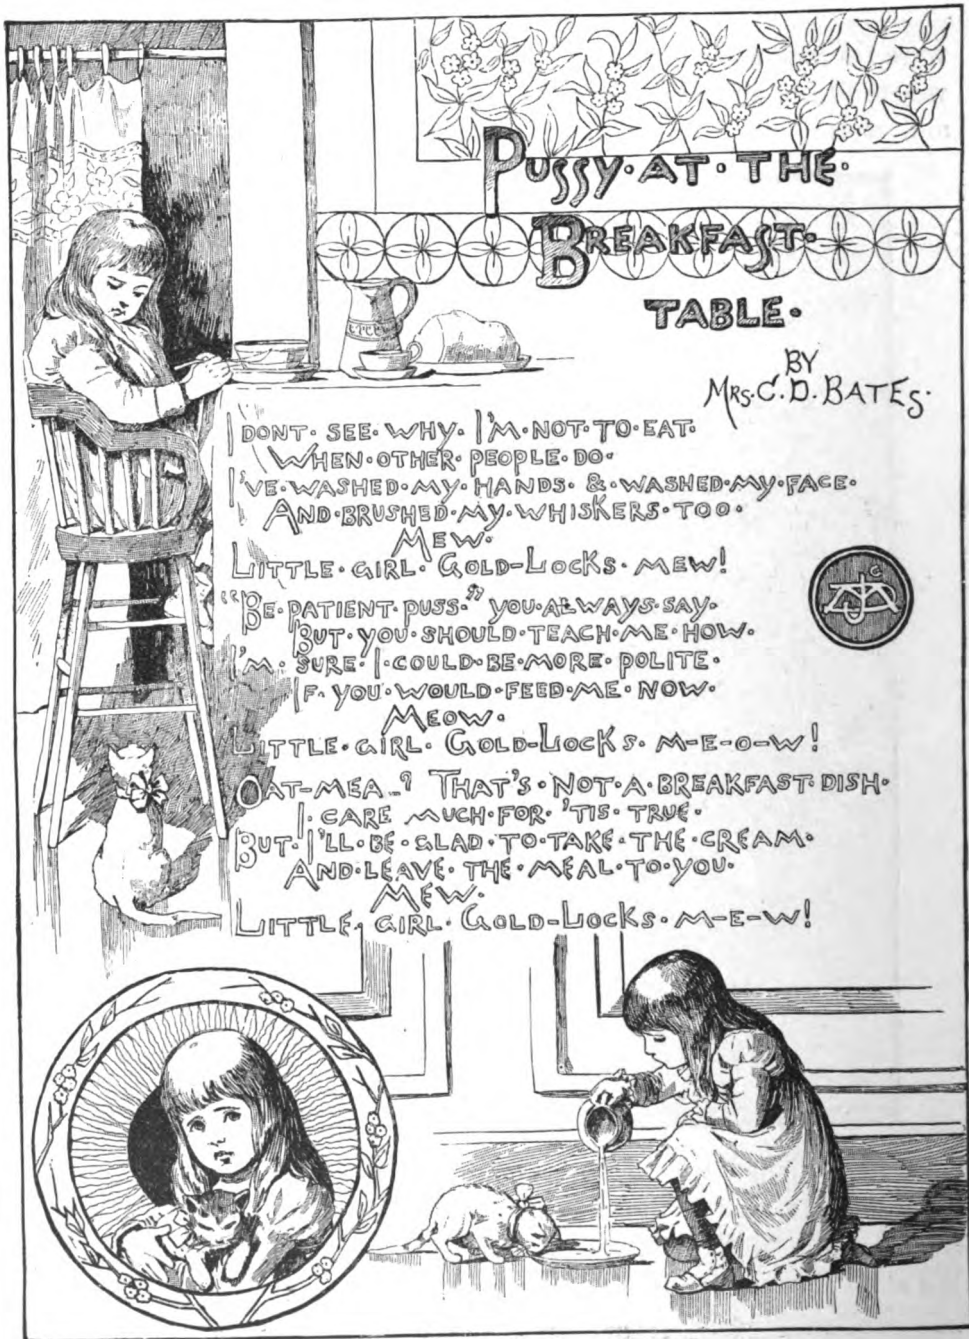 PUSSY·AT·THE·
BREAKFAST·
TABLE·
BY
MRS·C.D.BATES·
I DONT·SEE·WHY·I'M·NOT·TO·EAT·
WHEN·OTHER·PEOPLE·DO·
I'VE·WASHED·MY·HANDS·&·WASHED·MY·FACE·
AND·BRUSHED·MY·WHISKERS·TOO·
MEW·
LITTLE·GIRL·GOLD-LOCKS·MEW!
"BE·PATIENT·PUSS·"YOU·ALWAYS·SAY·
BUT·YOU·SHOULD·TEACH·ME·HOW·
I'M·SURE·I·COULD·BE·MORE·POLITE·
IF·YOU·WOULD·FEED·ME·NOW·
MEOW·
LITTLE·GIRL·GOLD-LOCKS·M-E-O-W!
OAT-MEA_? THAT'S·NOT·A·BREAKFAST·DISH·
I·CARE MUCH·FOR·'TIS·TRUE·
BUT·I'LL·BE·GLAD·TO·TAKE·THE·CREAM·
AND·LEAVE·THE·MEAL·TO·YOU·
MEW·
LITTLE·GIRL·GOLD-LOCKS·M-E-W!